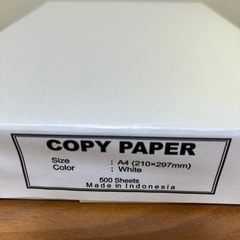 COPY PAPER
Size : A4 (210×297mm)
Color : White
500 Sheets
Made in Indonesia